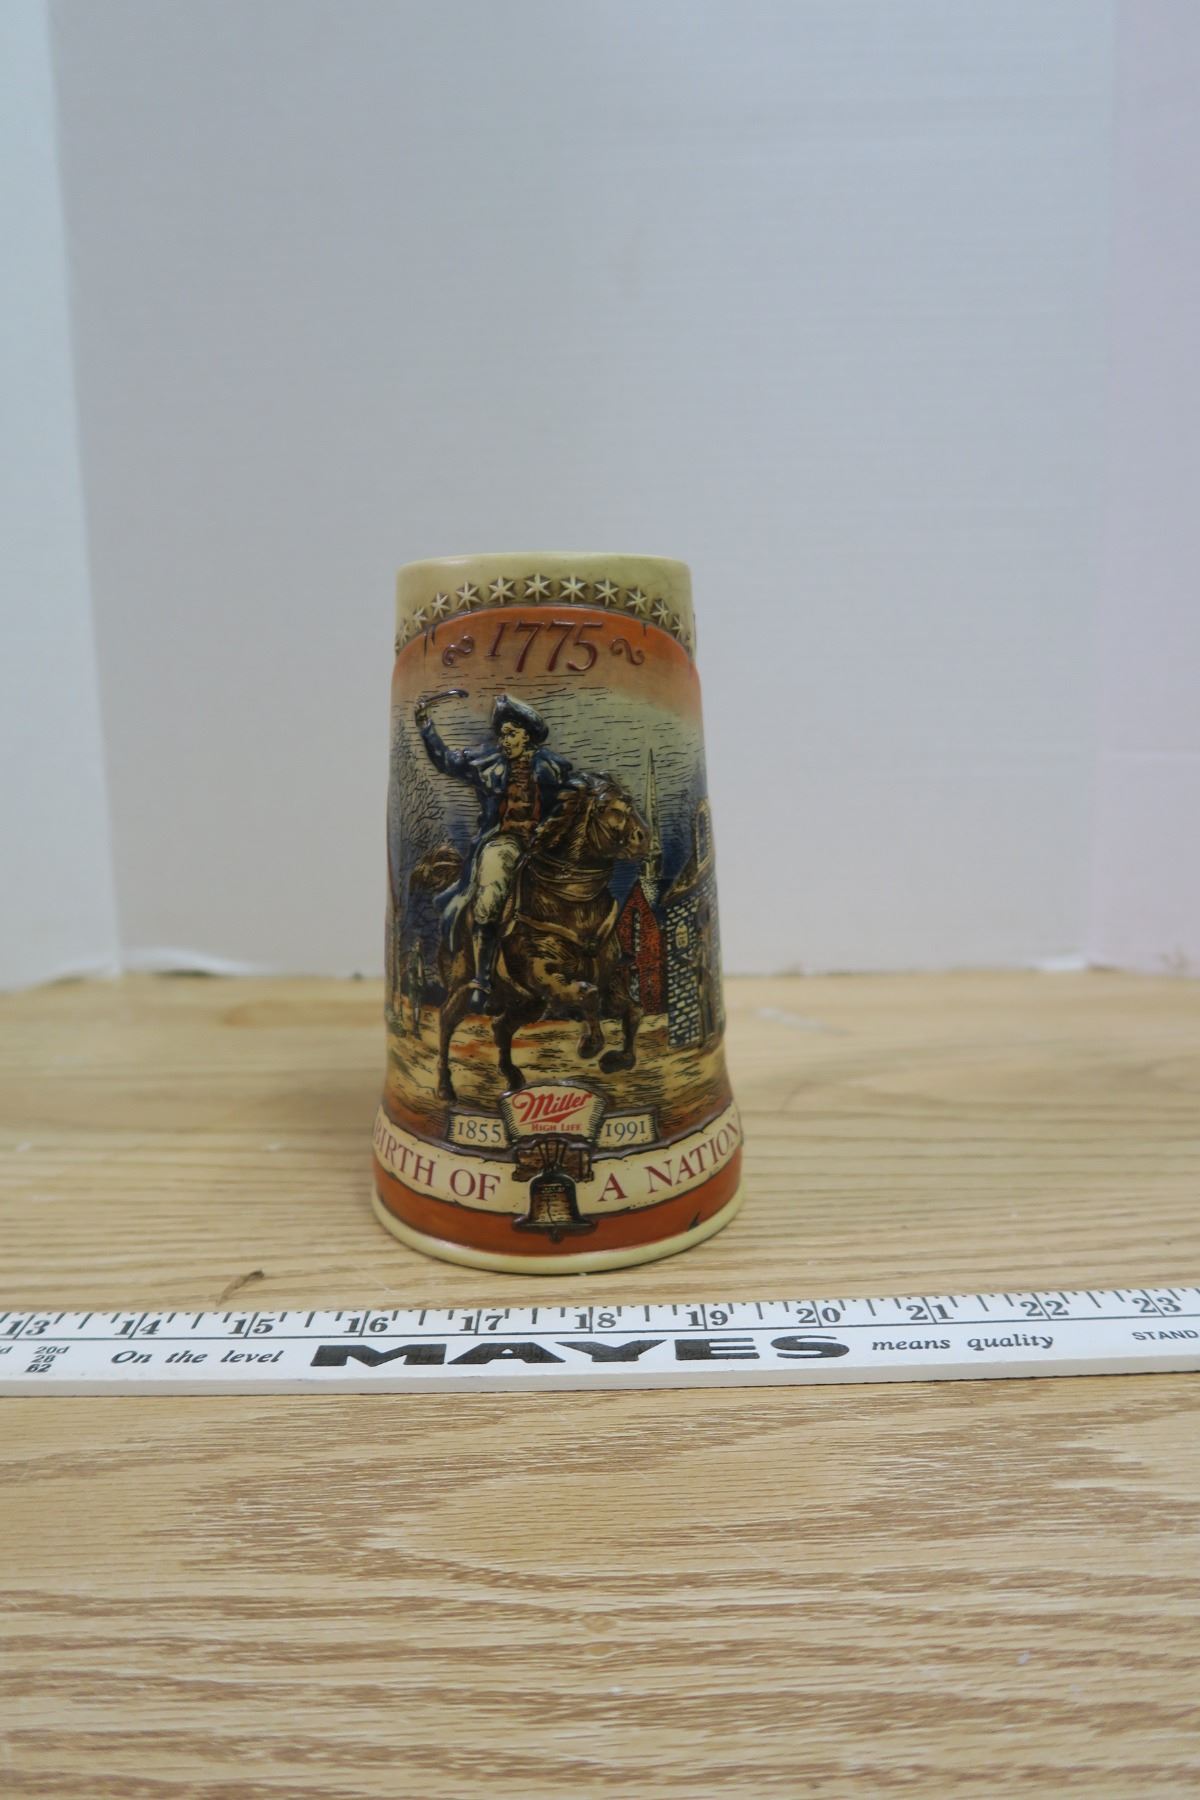 1775
Miller
HIGH LIFE
1855 1991
BIRTH OF A NATION
13 14 15 16 17 18 19 20 21 22 23
20d
On the level MAYES means quality STAND